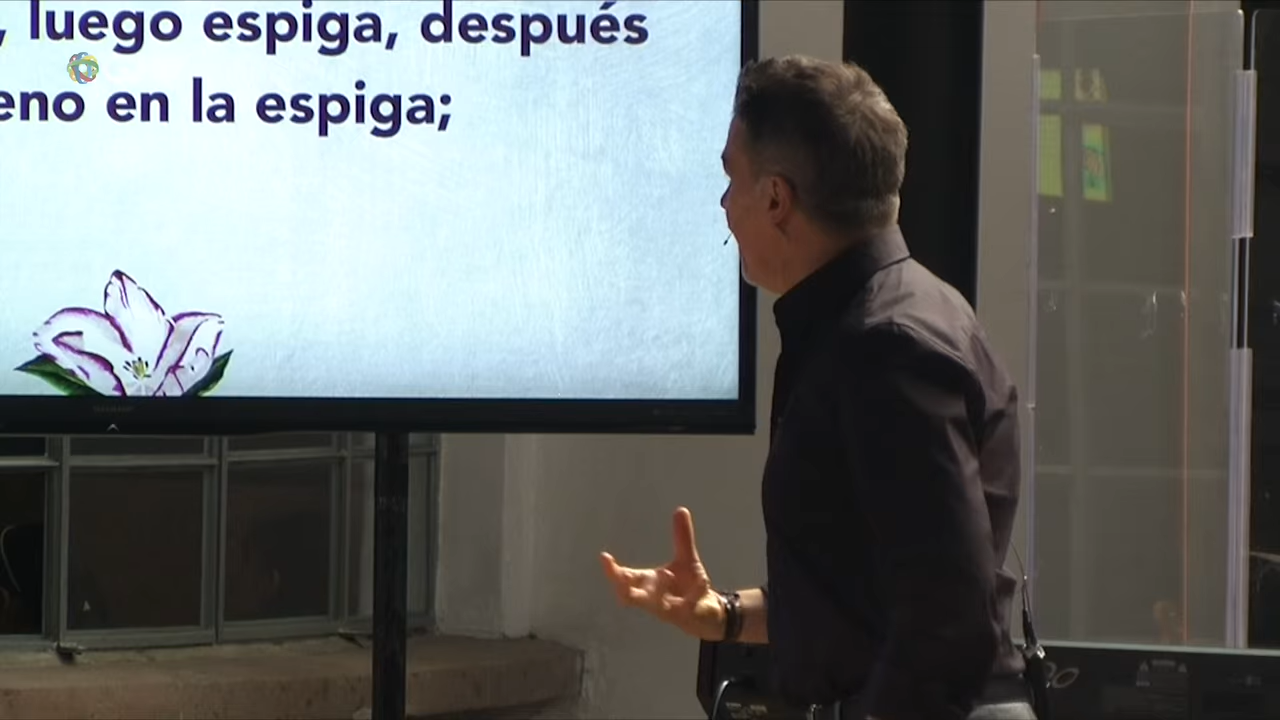 , luego espiga, después
eno en la espiga;